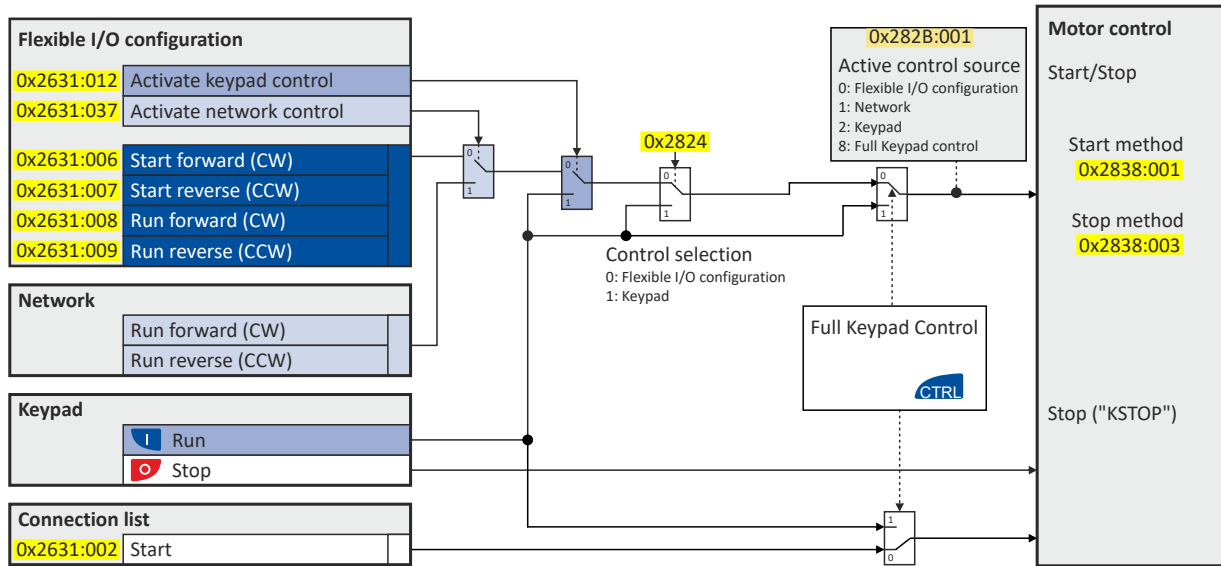 Flexible I/O configuration
0x2631:012 Activate keypad control
0x2631:037 Activate network control
0x2631:006 Start forward (CW)
0x2631:007 Start reverse (CCW)
0x2631:008 Run forward (CW)
0x2631:009 Run reverse (CCW)
Network
Run forward (CW)
Run reverse (CCW)
Keypad
I Run
O Stop
Connection list
0x2631:002 Start
0
1
0
1
0x2824
0
1
Control selection
0: Flexible I/O configuration
1: Keypad
0x282B:001
Active control source
0: Flexible I/O configuration
1: Network
2: Keypad
8: Full Keypad control
0
1
Full Keypad Control
CTRL
1
0
Motor control
Start/Stop
Start method
0x2838:001
Stop method
0x2838:003
Stop ("KSTOP")